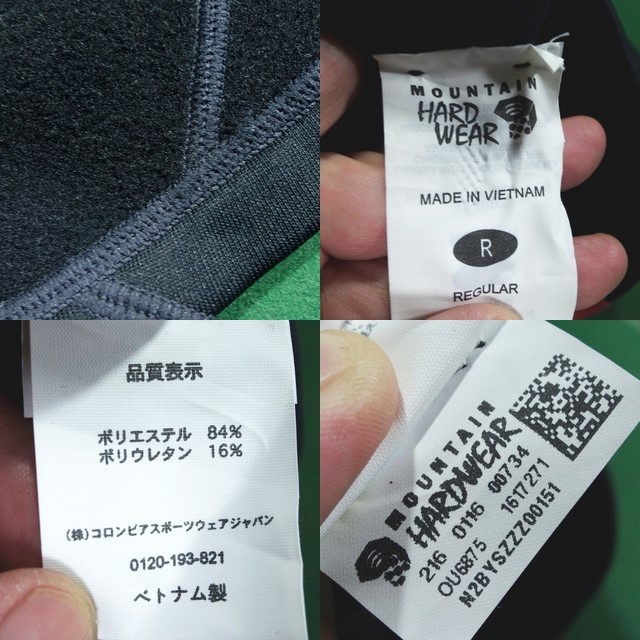 MOUNTAIN
HARD
WEAR
MADE IN VIETNAM
R
REGULAR
品質表示
ポリエステル 84%
ポリウレタン 16%
(株)コロンビアスポーツウェアジャパン
0120-193-821
ベトナム製
MOUNTAIN
HARDWEAR
216 0116 00734
OU6875 1617271
N2BYSZZZ00151